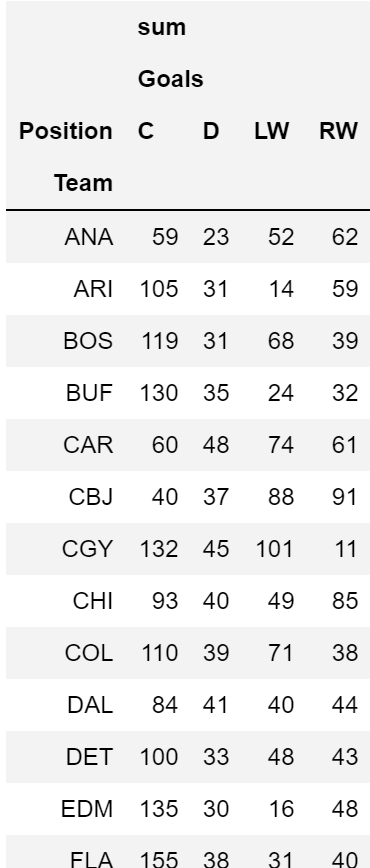 sum
Goals
Position C D LW RW
Team
ANA 59 23 52 62
ARI 105 31 14 59
BOS 119 31 68 39
BUF 130 35 24 32
CAR 60 48 74 61
CBJ 40 37 88 91
CGY 132 45 101 11
CHI 93 40 49 85
COL 110 39 71 38
DAL 84 41 40 44
DET 100 33 48 43
EDM 135 30 16 48
FLA 155 38 31 40